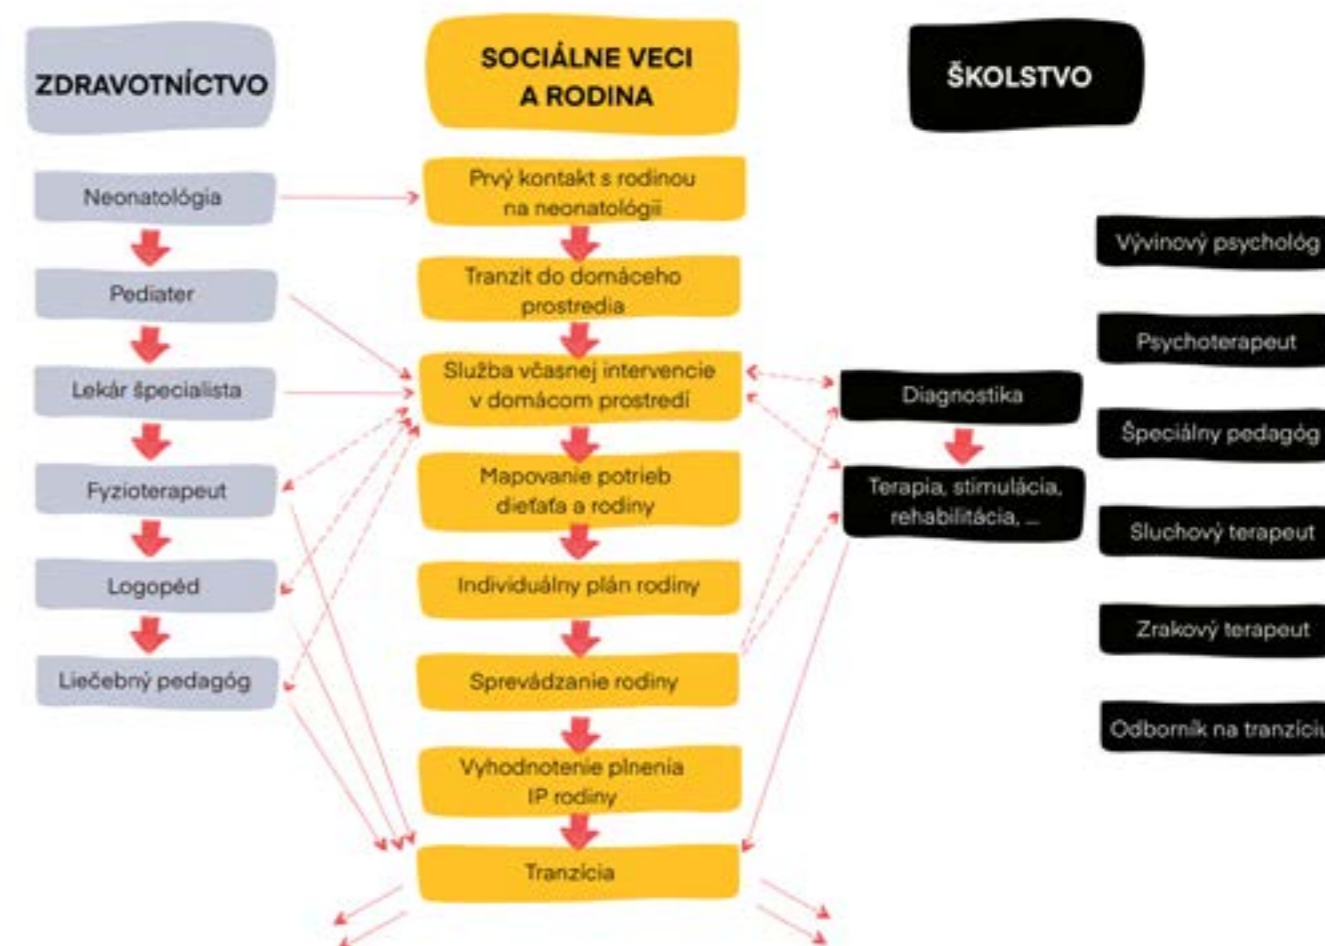 ZDRAVOTNÍCTVO
Neonatológia
Pediater
Lekár špecialista
Fyzioterapeut
Logopéd
Liečebný pedagóg
SOCIÁLNE VECI
A RODINA
Prvý kontakt s rodinou
na neonatológii
Tranzit do domáceho
prostredia
Služba včasnej intervencie
v domácom prostredí
Mapovanie potrieb
dieťaťa a rodiny
Individuálny plán rodiny
Sprevádzanie rodiny
Vyhodnotenie plnenia
IP rodiny
Tranzícia
ŠKOLSTVO
Diagnostika
Terapia, stimulácia,
rehabilitácia, ...
Vývinový psychológ
Psychoterapeut
Špeciálny pedagóg
Sluchový terapeut
Zrakový terapeut
Odborník na tranzíciu